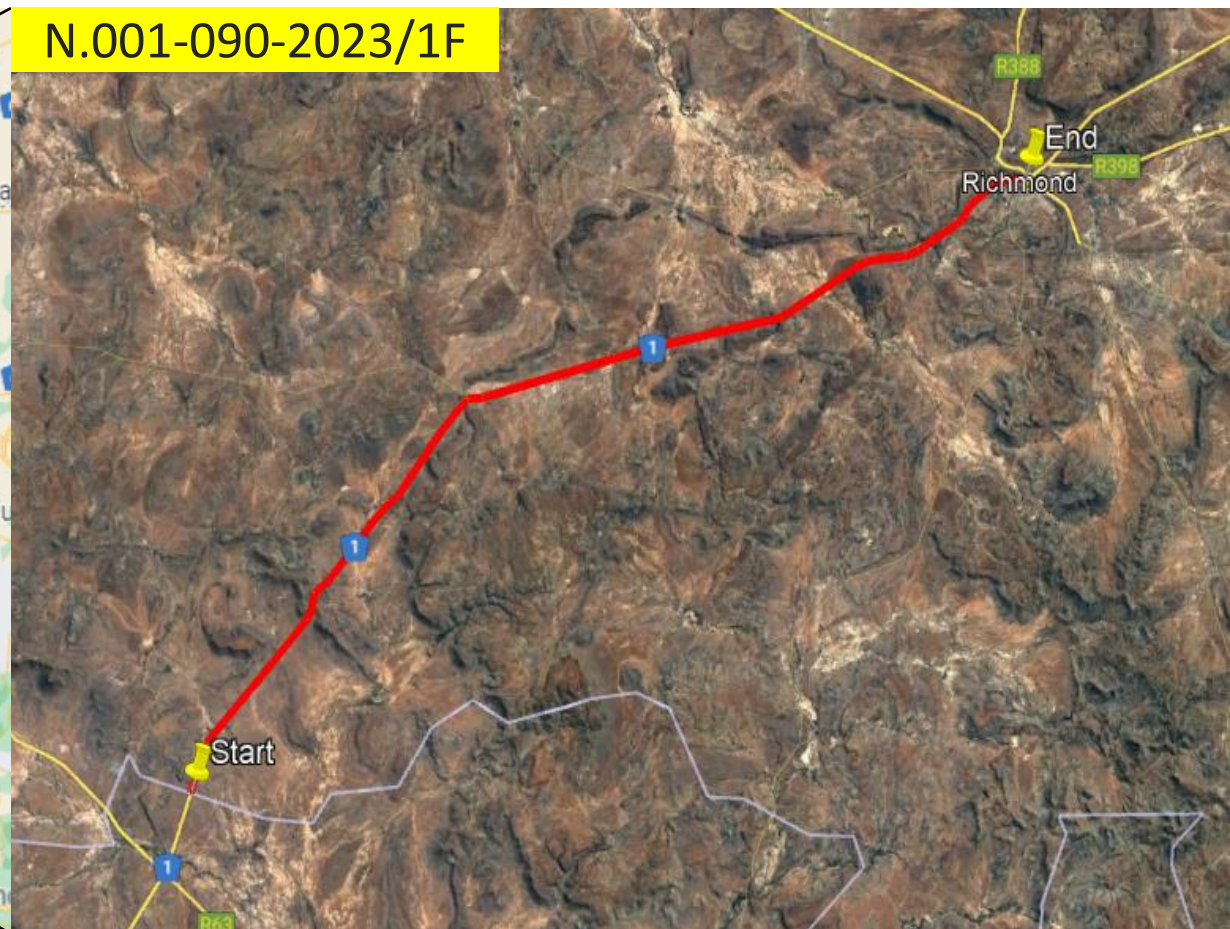 N.001-090-2023/1F
R388
End
R398
Richmond
1
1
Start
1
R63